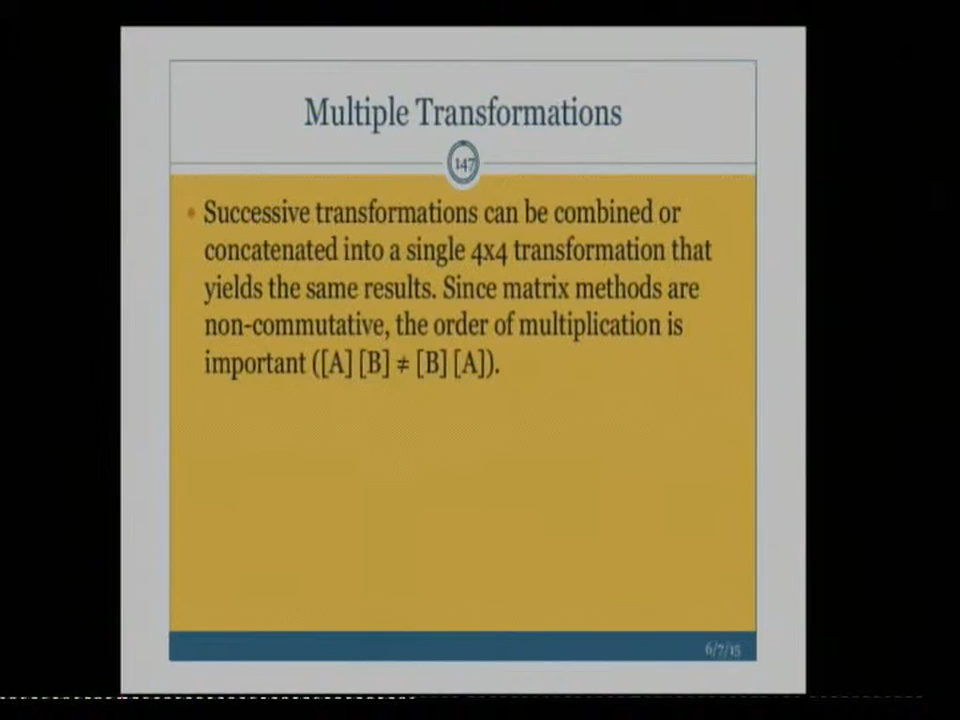 Multiple Transformations
147
• Successive transformations can be combined or
concatenated into a single 4x4 transformation that
yields the same results. Since matrix methods are
non-commutative, the order of multiplication is
important ([A] [B] ≠ [B] [A]).
6/7/15